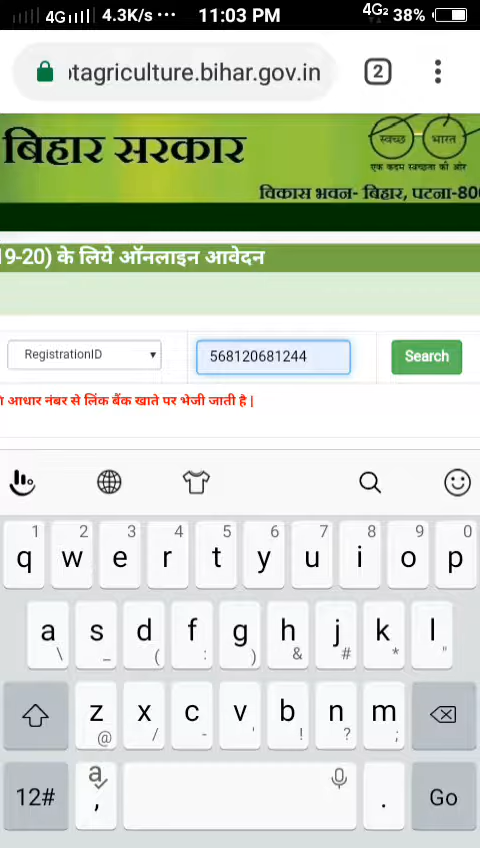 4G 4.3K/s ... 11:03 PM 4G2 38%
otagriculture.bihar.gov.in 2
बिहार सरकार
स्वच्छ भारत
एक कदम स्वच्छता की ओर
विकास भवन- बिहार, पटना-80
19-20) के लिये ऑनलाइन आवेदन
RegistrationID 568120681244 Search
आधार नंबर से लिंक बैंक खाते पर भेजी जाती है |
1 2 3 4 5 6 7 8 9 0
q w e r t y u i o p
a s d f g h j k l
\ _ ( : ) & # * "
z x c v b n m
@ / - ' ! ? ;
12# a , . Go